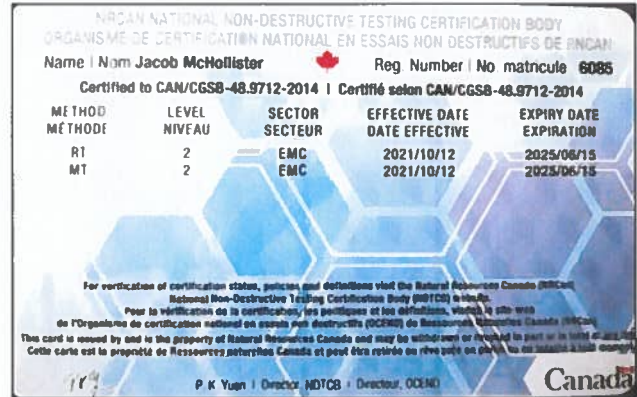 NRCAN NATIONAL NON-DESTRUCTIVE TESTING CERTIFICATION BODY
ORGANISME DE CERTIFICATION NATIONAL EN ESSAIS NON DESTRUCTIFS DE RNCAN
Name | Nom Jacob McHollister Reg. Number | No. matricule 6085
Certified to CAN/CGSB-48.9712-2014 | Certifié selon CAN/CGSB-48.9712-2014
METHOD LEVEL SECTOR EFFECTIVE DATE EXPIRY DATE
MÉTHODE NIVEAU SECTEUR DATE EFFECTIVE EXPIRATION
RT 2 EMC 2021/10/12 2025/06/15
MT 2 EMC 2021/10/12 2025/06/15
For verification of certification status, policies and definitions visit the Natural Resources Canada (NRCan)
National Non-Destructive Testing Certification Body (NDTCB) website.
Pour la vérification de la certification, les politiques et les définitions, visitez le site web
de l'Organisme de certification national en essais non destructifs (OCEND) de Ressources naturelles Canada (RNCan)
This card is issued by and is the property of Natural Resources Canada and may be withdrawn or revoked in part or in total at any time
Cette carte est la propriété de Ressources naturelles Canada et peut être retirée ou révoquée en partie ou en totalité à tout moment
P. K. Yuen | Director, NDTCB | Directeur, OCEND
Canada